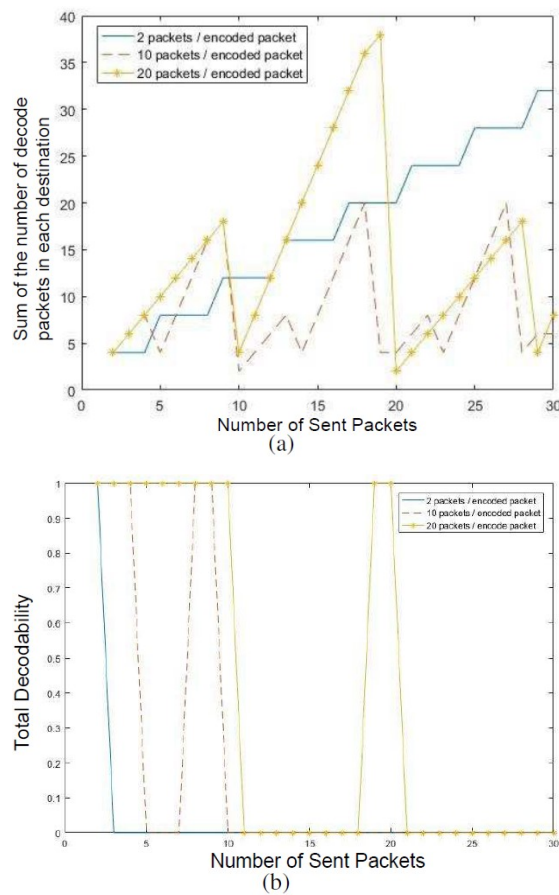 40
35
30
25
20
15
10
5
0
Sum of the number of decode
packets in each destination
2 packets / encoded packet
10 packets / encoded packet
20 packets / encoded packet
0 5 10 15 20 25 30
Number of Sent Packets
(a)
1
0.9
0.8
0.7
0.6
0.5
0.4
0.3
0.2
0.1
0
Total Decodability
2 packets / encoded packet
10 packets / encoded packet
20 packets / encode packet
0 5 10 15 20 25 30
Number of Sent Packets
(b)